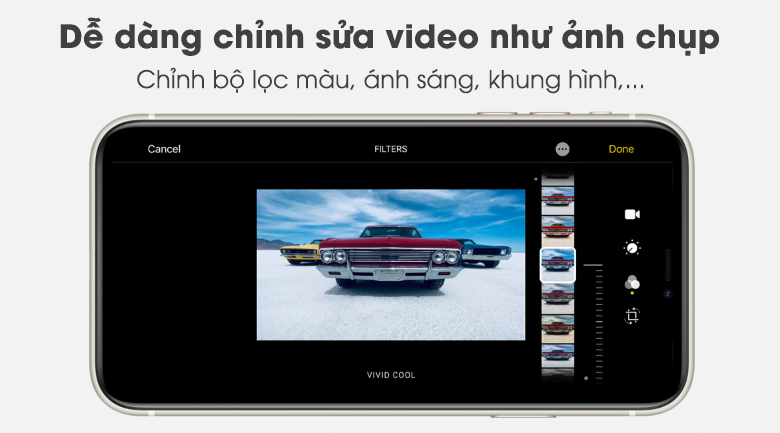 Dễ dàng chỉnh sửa video như ảnh chụp
Chỉnh bộ lọc màu, ánh sáng, khung hình,...
Cancel FILTERS Done
VIVID COOL